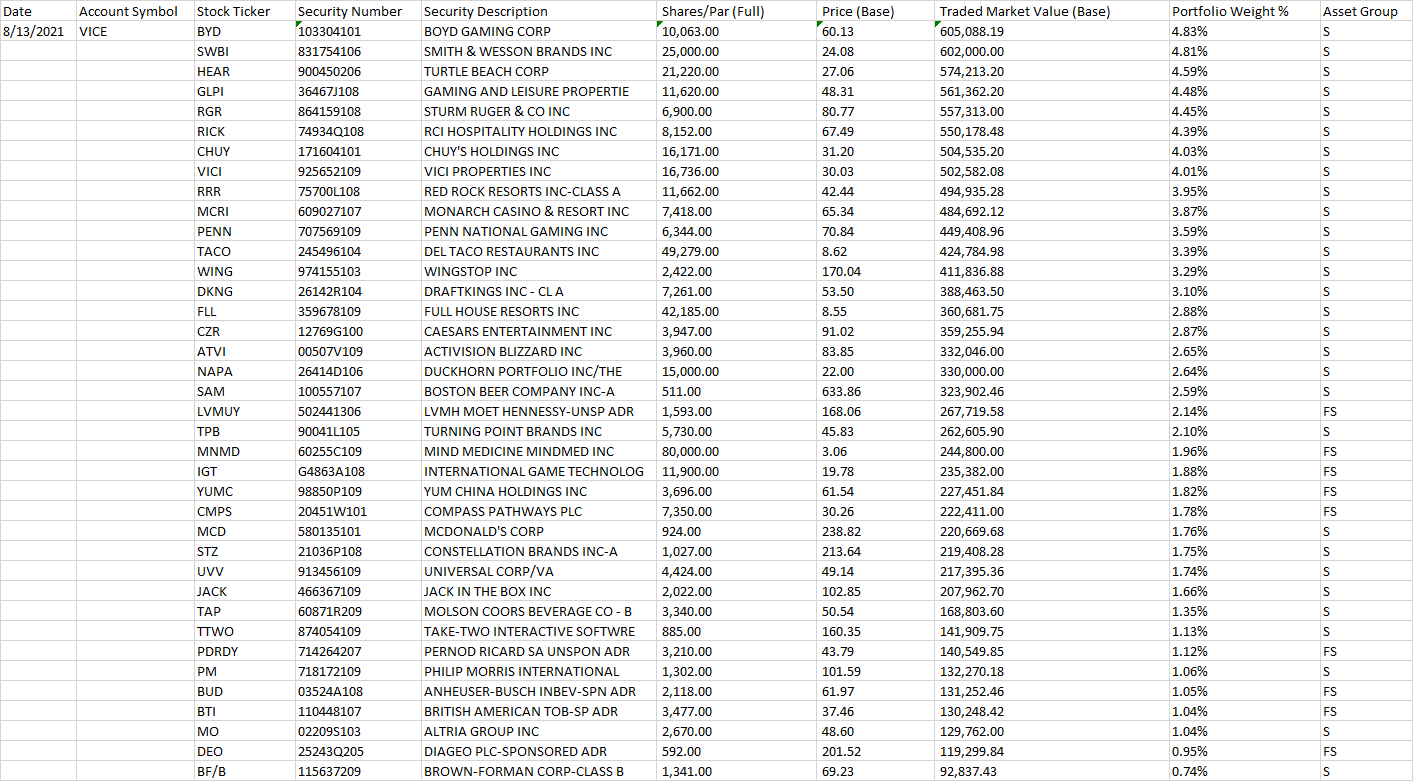 Date Account Symbol Stock Ticker Security Number Security Description Shares/Par (Full) Price (Base) Traded Market Value (Base) Portfolio Weight % Asset Group
8/13/2021 VICE BYD 103304101 BOYD GAMING CORP 10,063.00 60.13 605,088.19 4.83% S
SWBI 831754106 SMITH & WESSON BRANDS INC 25,000.00 24.08 602,000.00 4.81% S
HEAR 900450206 TURTLE BEACH CORP 21,220.00 27.06 574,213.20 4.59% S
GLPI 36467J108 GAMING AND LEISURE PROPERTIE 11,620.00 48.31 561,362.20 4.48% S
RGR 864159108 STURM RUGER & CO INC 6,900.00 80.77 557,313.00 4.45% S
RICK 74934Q108 RCI HOSPITALITY HOLDINGS INC 8,152.00 67.49 550,178.48 4.39% S
CHUY 171604101 CHUY'S HOLDINGS INC 16,171.00 31.20 504,535.20 4.03% S
VICI 925652109 VICI PROPERTIES INC 16,736.00 30.03 502,582.08 4.01% S
RRR 75700L108 RED ROCK RESORTS INC-CLASS A 11,662.00 42.44 494,935.28 3.95% S
MCRI 609027107 MONARCH CASINO & RESORT INC 7,418.00 65.34 484,692.12 3.87% S
PENN 707569109 PENN NATIONAL GAMING INC 6,344.00 70.84 449,408.96 3.59% S
TACO 245496104 DEL TACO RESTAURANTS INC 49,279.00 8.62 424,784.98 3.39% S
WING 974155103 WINGSTOP INC 2,422.00 170.04 411,836.88 3.29% S
DKNG 26142R104 DRAFTKINGS INC - CL A 7,261.00 53.50 388,463.50 3.10% S
FLL 359678109 FULL HOUSE RESORTS INC 42,185.00 8.55 360,681.75 2.88% S
CZR 12769G100 CAESARS ENTERTAINMENT INC 3,947.00 91.02 359,255.94 2.87% S
ATVI 00507V109 ACTIVISION BLIZZARD INC 3,960.00 83.85 332,046.00 2.65% S
NAPA 26414D106 DUCKHORN PORTFOLIO INC/THE 15,000.00 22.00 330,000.00 2.64% S
SAM 100557107 BOSTON BEER COMPANY INC-A 511.00 633.86 323,902.46 2.59% S
LVMUY 502441306 LVMH MOET HENNESSY-UNSP ADR 1,593.00 168.06 267,719.58 2.14% FS
TPB 90041L105 TURNING POINT BRANDS INC 5,730.00 45.83 262,605.90 2.10% S
MNMD 60255C109 MIND MEDICINE MINDMED INC 80,000.00 3.06 244,800.00 1.96% FS
IGT G4863A108 INTERNATIONAL GAME TECHNOLOG 11,900.00 19.78 235,382.00 1.88% FS
YUMC 98850P109 YUM CHINA HOLDINGS INC 3,696.00 61.54 227,451.84 1.82% FS
CMPS 20451W101 COMPASS PATHWAYS PLC 7,350.00 30.26 222,411.00 1.78% FS
MCD 580135101 MCDONALD'S CORP 924.00 238.82 220,669.68 1.76% S
STZ 21036P108 CONSTELLATION BRANDS INC-A 1,027.00 213.64 219,408.28 1.75% S
UVV 913456109 UNIVERSAL CORP/VA 4,424.00 49.14 217,395.36 1.74% S
JACK 466367109 JACK IN THE BOX INC 2,022.00 102.85 207,962.70 1.66% S
TAP 60871R209 MOLSON COORS BEVERAGE CO - B 3,340.00 50.54 168,803.60 1.35% S
TTWO 874054109 TAKE-TWO INTERACTIVE SOFTWRE 885.00 160.35 141,909.75 1.13% S
PDRDY 714264207 PERNOD RICARD SA UNSPON ADR 3,210.00 43.79 140,549.85 1.12% FS
PM 718172109 PHILIP MORRIS INTERNATIONAL 1,302.00 101.59 132,270.18 1.06% S
BUD 03524A108 ANHEUSER-BUSCH INBEV-SPN ADR 2,118.00 61.97 131,252.46 1.05% FS
BTI 110448107 BRITISH AMERICAN TOB-SP ADR 3,477.00 37.46 130,248.42 1.04% FS
MO 02209S103 ALTRIA GROUP INC 2,670.00 48.60 129,762.00 1.04% S
DEO 25243Q205 DIAGEO PLC-SPONSORED ADR 592.00 201.52 119,299.84 0.95% FS
BF/B 115637209 BROWN-FORMAN CORP-CLASS B 1,341.00 69.23 92,837.43 0.74% S